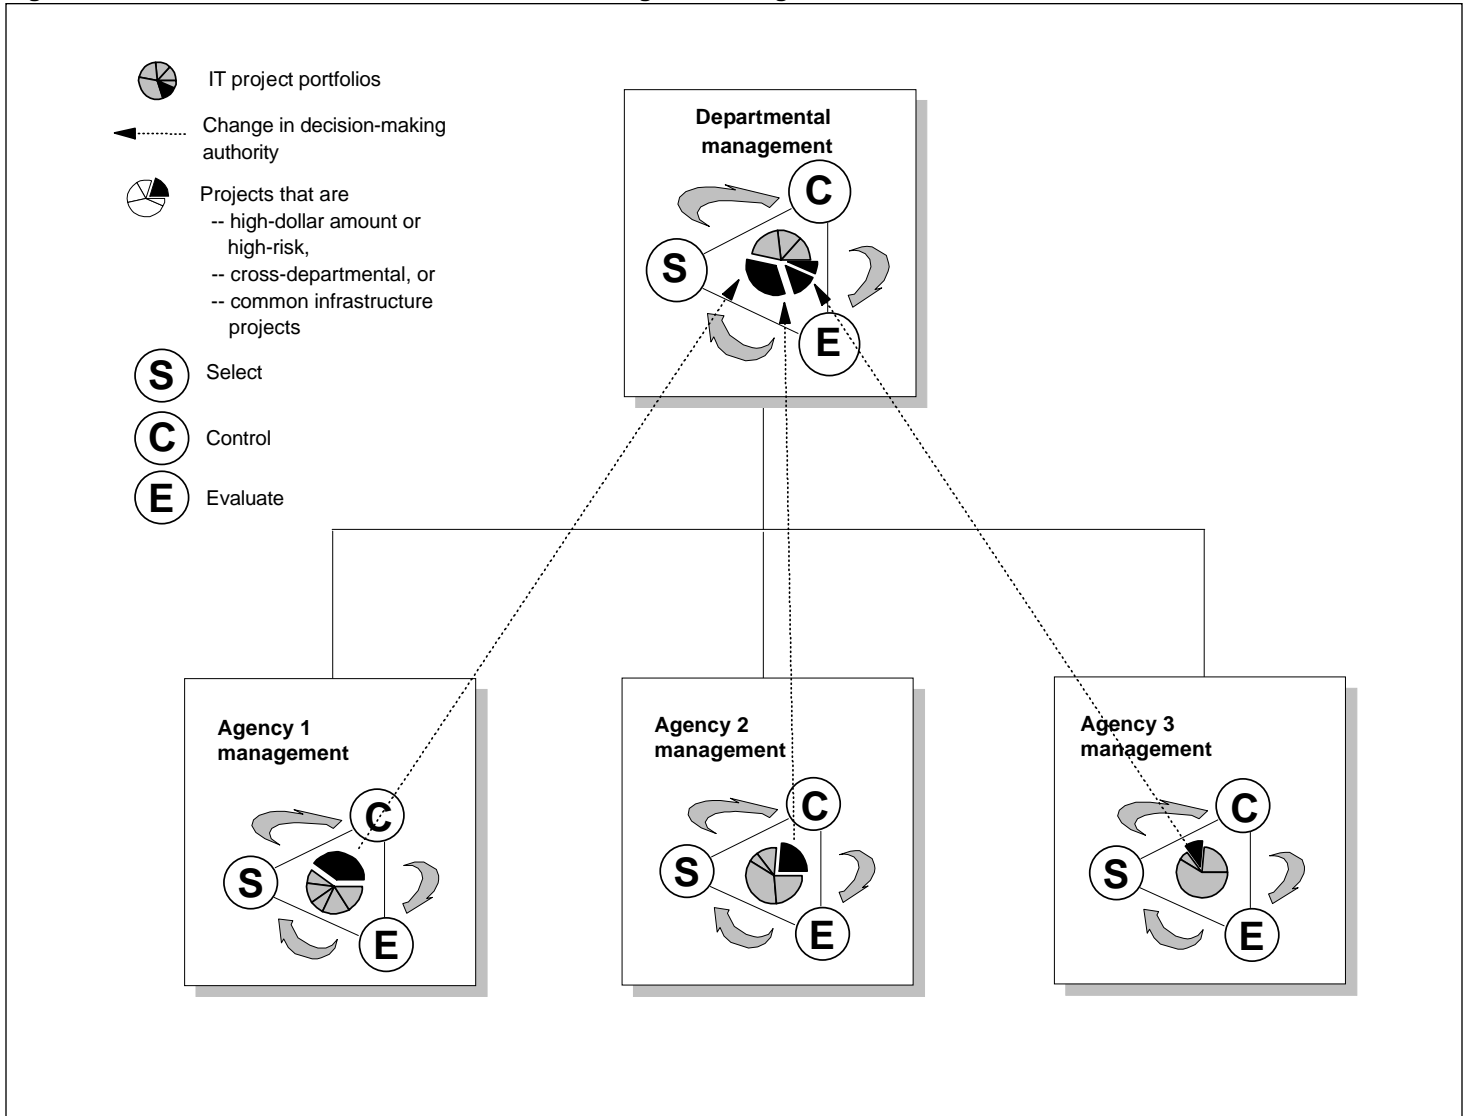 IT project portfolios
Change in decision-making
authority
Projects that are
-- high-dollar amount or
high-risk,
-- cross-departmental, or
-- common infrastructure
projects
S Select
C Control
E Evaluate
Departmental
management
C
S
E
Agency 1
management
C
S
E
Agency 2
management
C
S
E
Agency 3
management
C
S
E